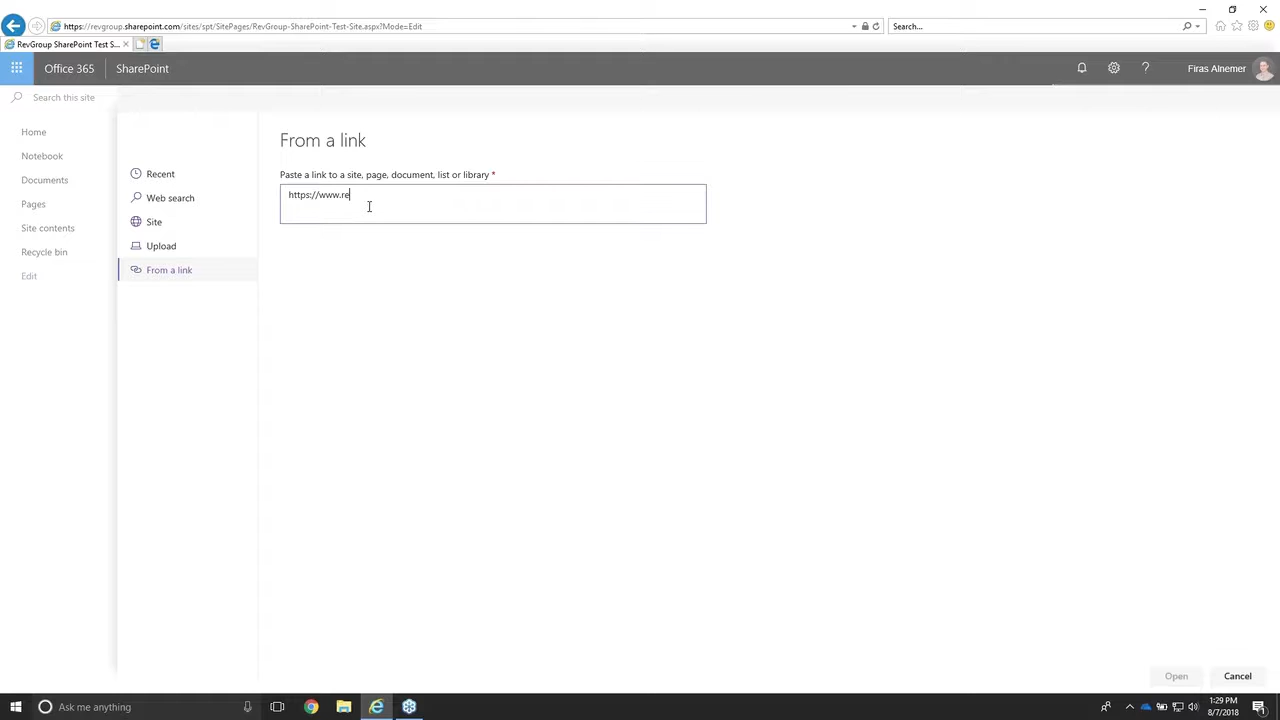 https://revgroup.sharepoint.com/sites/spt/SitePages/RevGroup-SharePoint-Test-Site.aspx?Mode=Edit
Search...
RevGroup SharePoint Test S...
Office 365
SharePoint
?
Firas Alnemer
Search this site
Home
Notebook
Documents
Pages
Site contents
Recycle bin
Edit
Recent
Web search
Site
Upload
From a link
From a link
Paste a link to a site, page, document, list or library *
https://www.re
Open
Cancel
Ask me anything
1:29 PM
8/7/2018